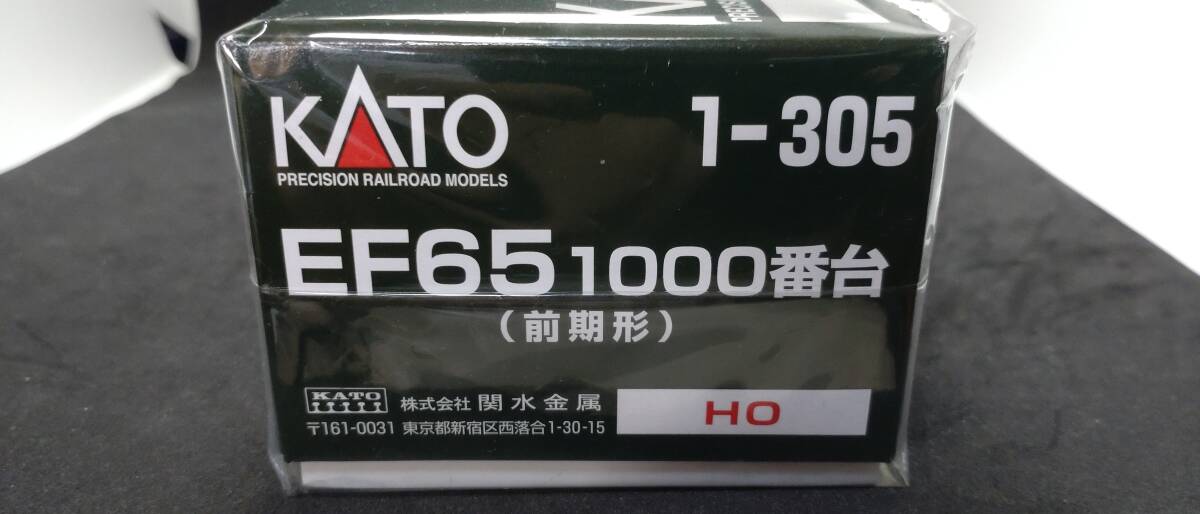 KATO
PRECISION RAILROAD MODELS
1-305
EF65 1000番台
(前期形)
KATO
株式会社 関水金属
〒161-0031 東京都新宿区西落合1-30-15
HO